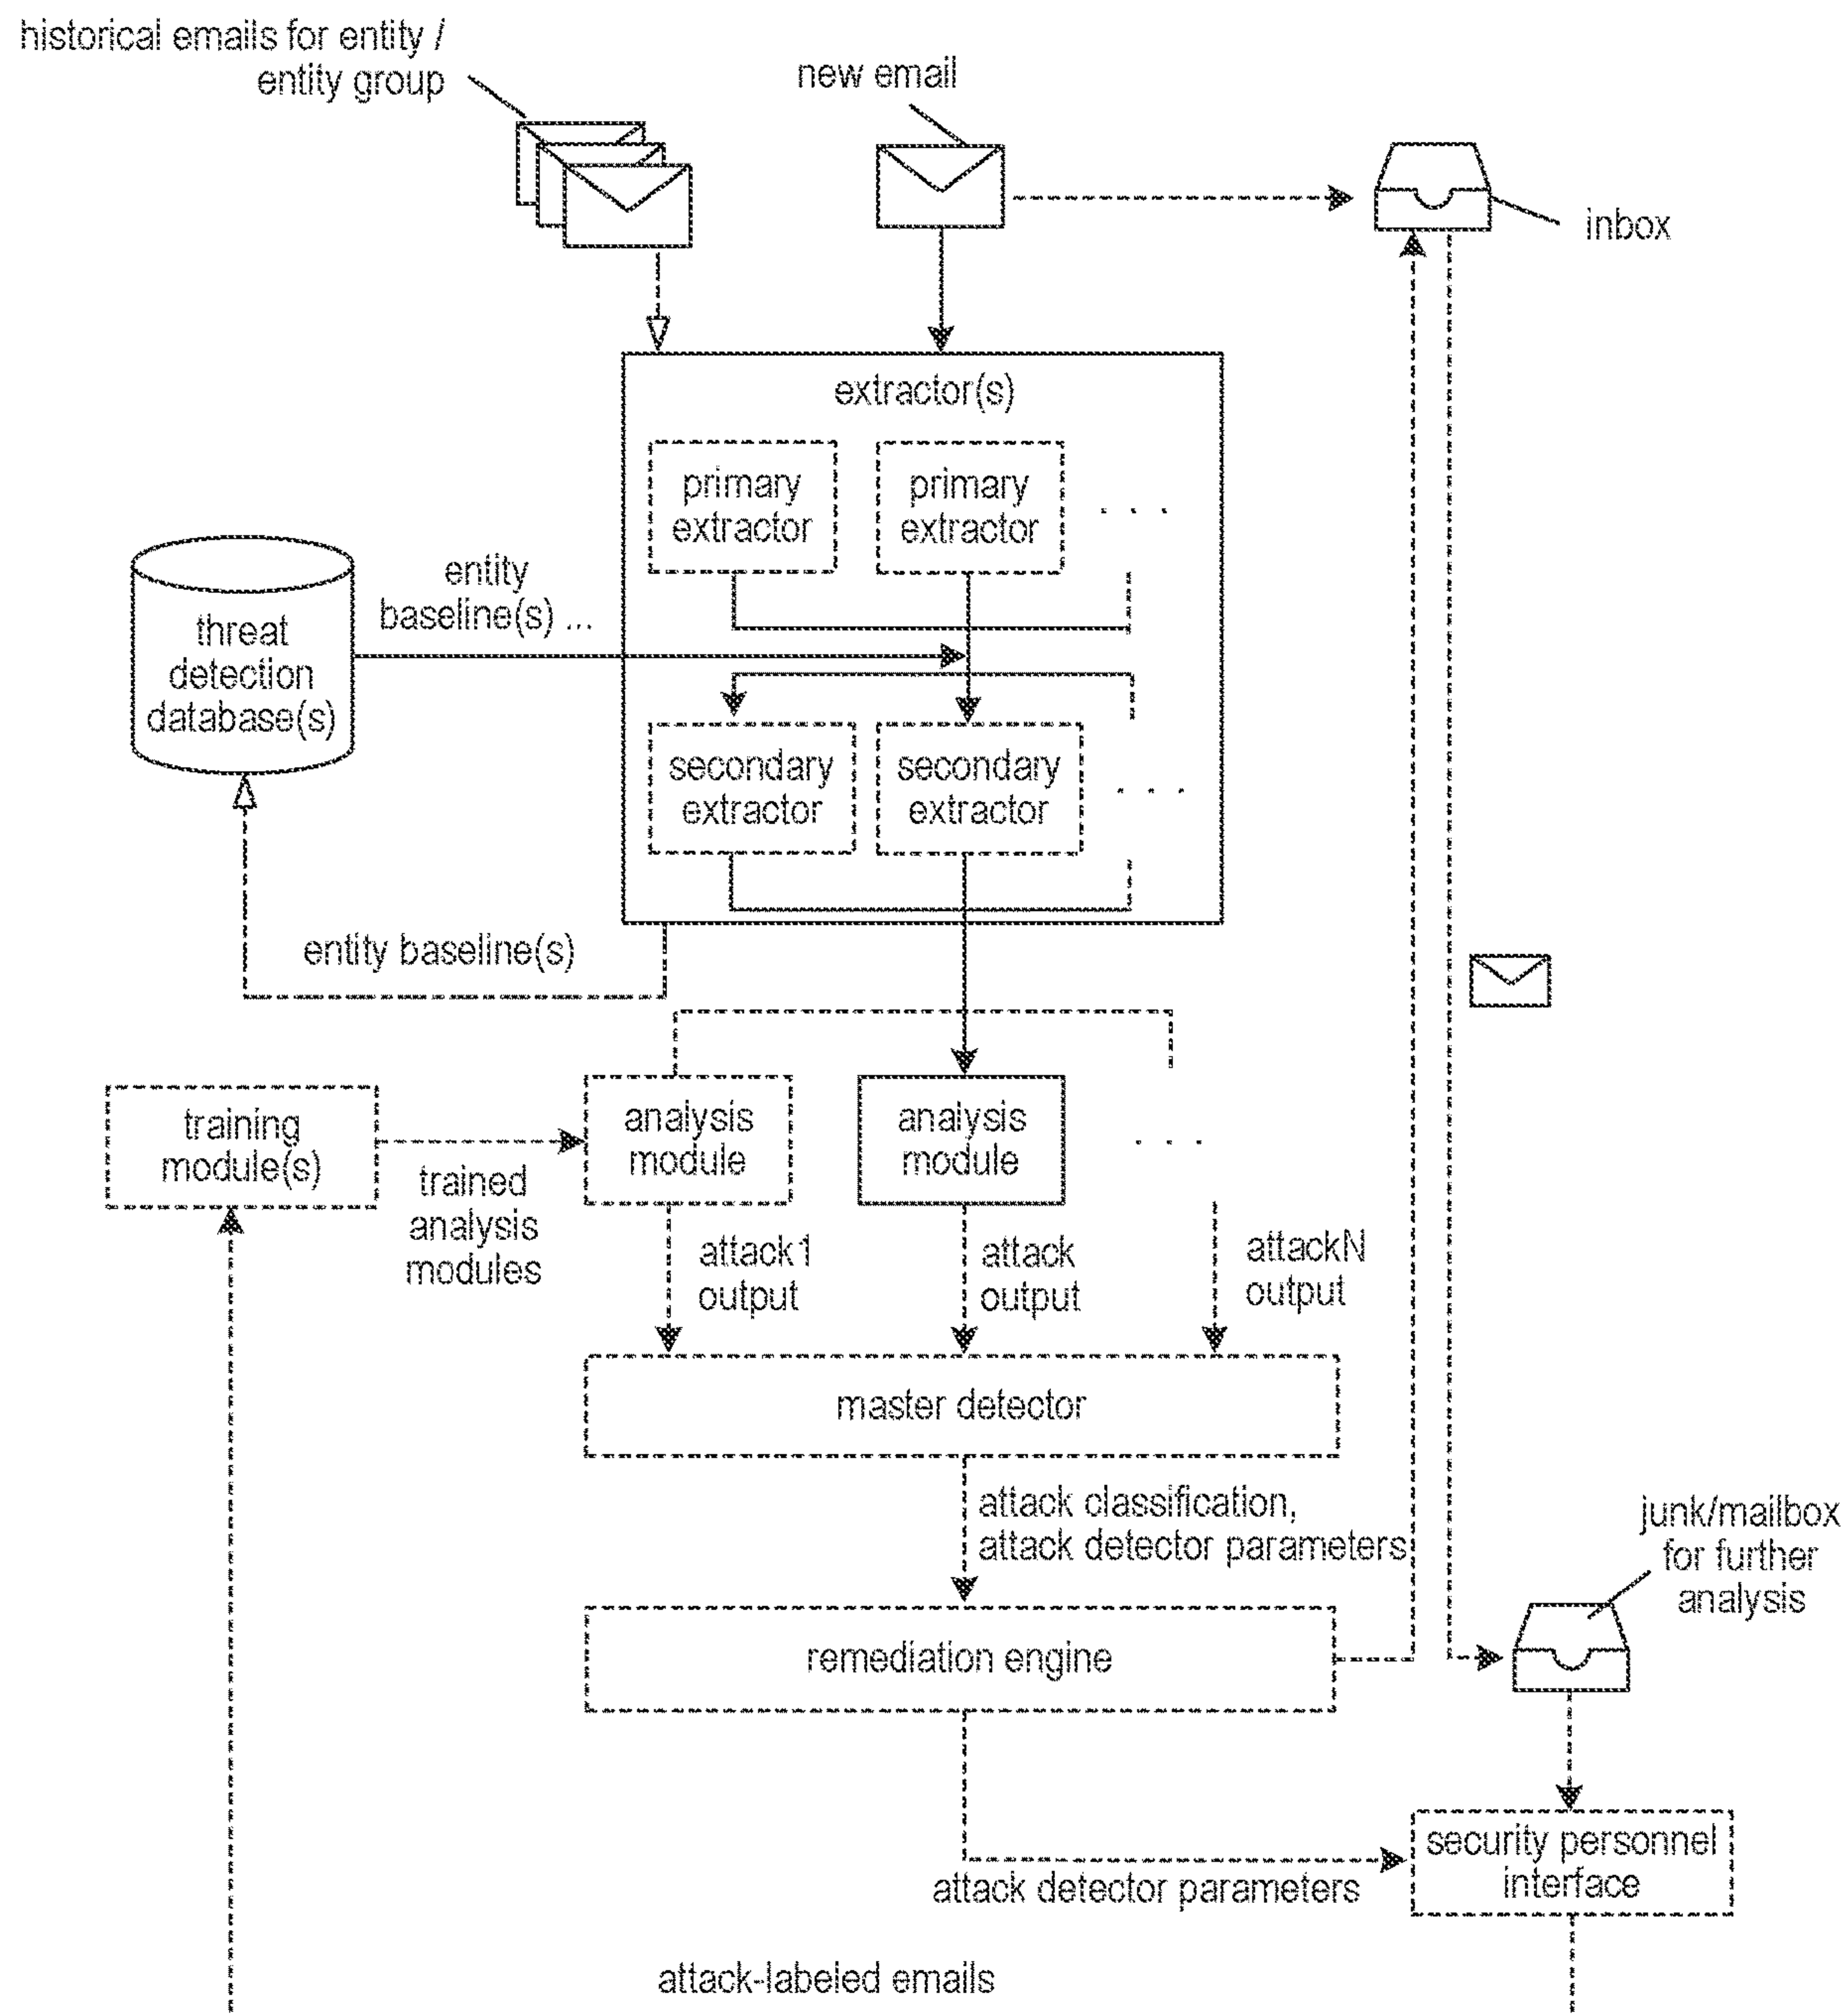 historical emails for entity /
entity group
new email
inbox
extractor(s)
primary
extractor
primary
extractor
. . .
entity
baseline(s) ...
threat
detection
database(s)
secondary
extractor
secondary
extractor
. . .
entity baseline(s)
training
module(s)
trained
analysis
modules
analysis
module
analysis
module
. . .
attack1
output
attack
output
attackN
output
master detector
attack classification,
attack detector parameters
junk/mailbox
for further
analysis
remediation engine
security personnel
interface
attack detector parameters
attack-labeled emails